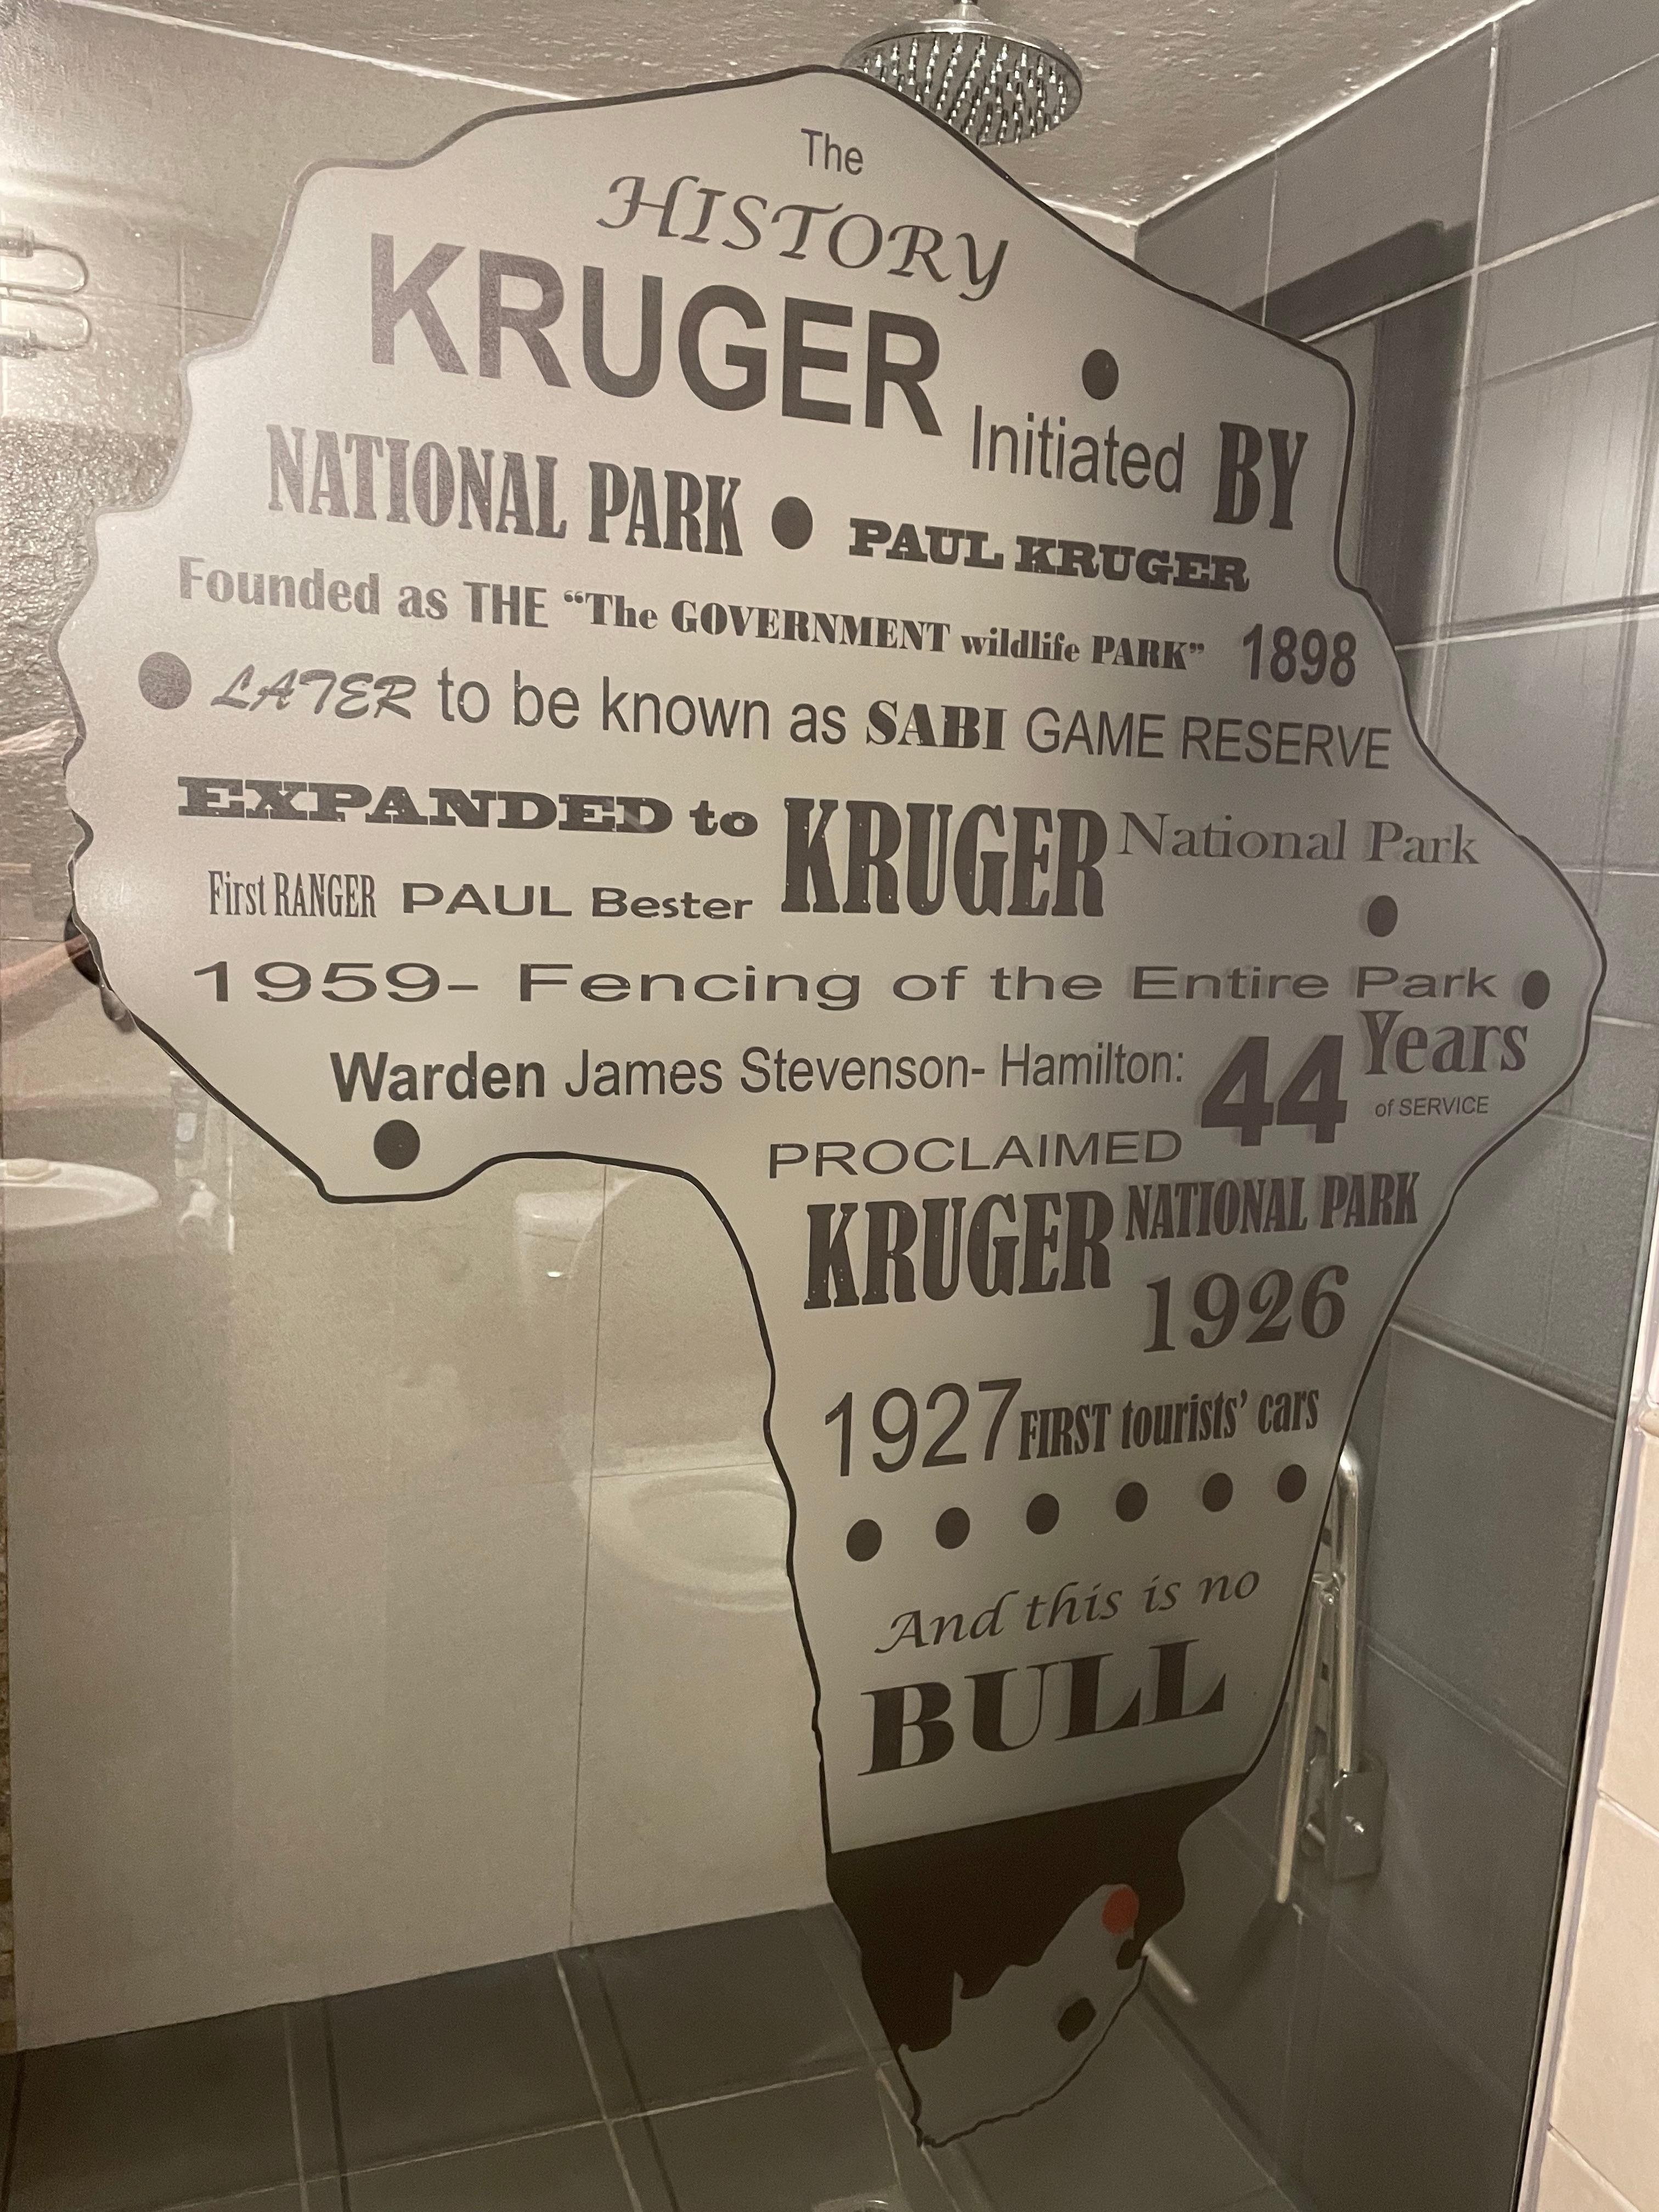 The
HISTORY
KRUGER
Initiated BY
NATIONAL PARK ● PAUL KRUGER
Founded as THE “The GOVERNMENT wildlife PARK” 1898
● LATER to be known as SABI GAME RESERVE
EXPANDED to KRUGER National Park
First RANGER PAUL Bester
1959- Fencing of the Entire Park ●
Warden James Stevenson- Hamilton: 44 Years
of SERVICE
PROCLAIMED
KRUGER NATIONAL PARK
1926
1927 FIRST tourists’ cars
● ● ● ● ● ●
And this is no
BULL